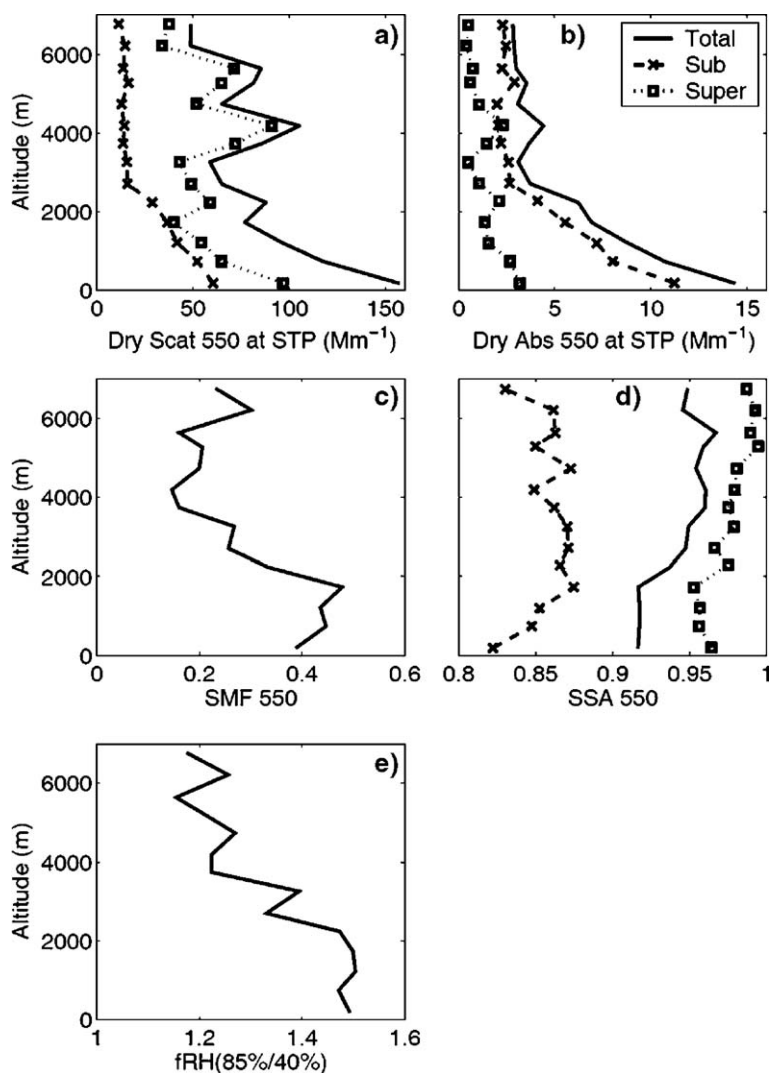 a)
6000
4000
2000
0
Altitude (m)
0 50 100 150
Dry Scat 550 at STP (Mm⁻¹)
b)
Total
Sub
Super
0 5 10 15
Dry Abs 550 at STP (Mm⁻¹)
c)
6000
4000
2000
0
Altitude (m)
0 0.2 0.4 0.6
SMF 550
d)
0.8 0.85 0.9 0.95 1
SSA 550
e)
6000
4000
2000
0
Altitude (m)
1 1.2 1.4 1.6
fRH(85%/40%)